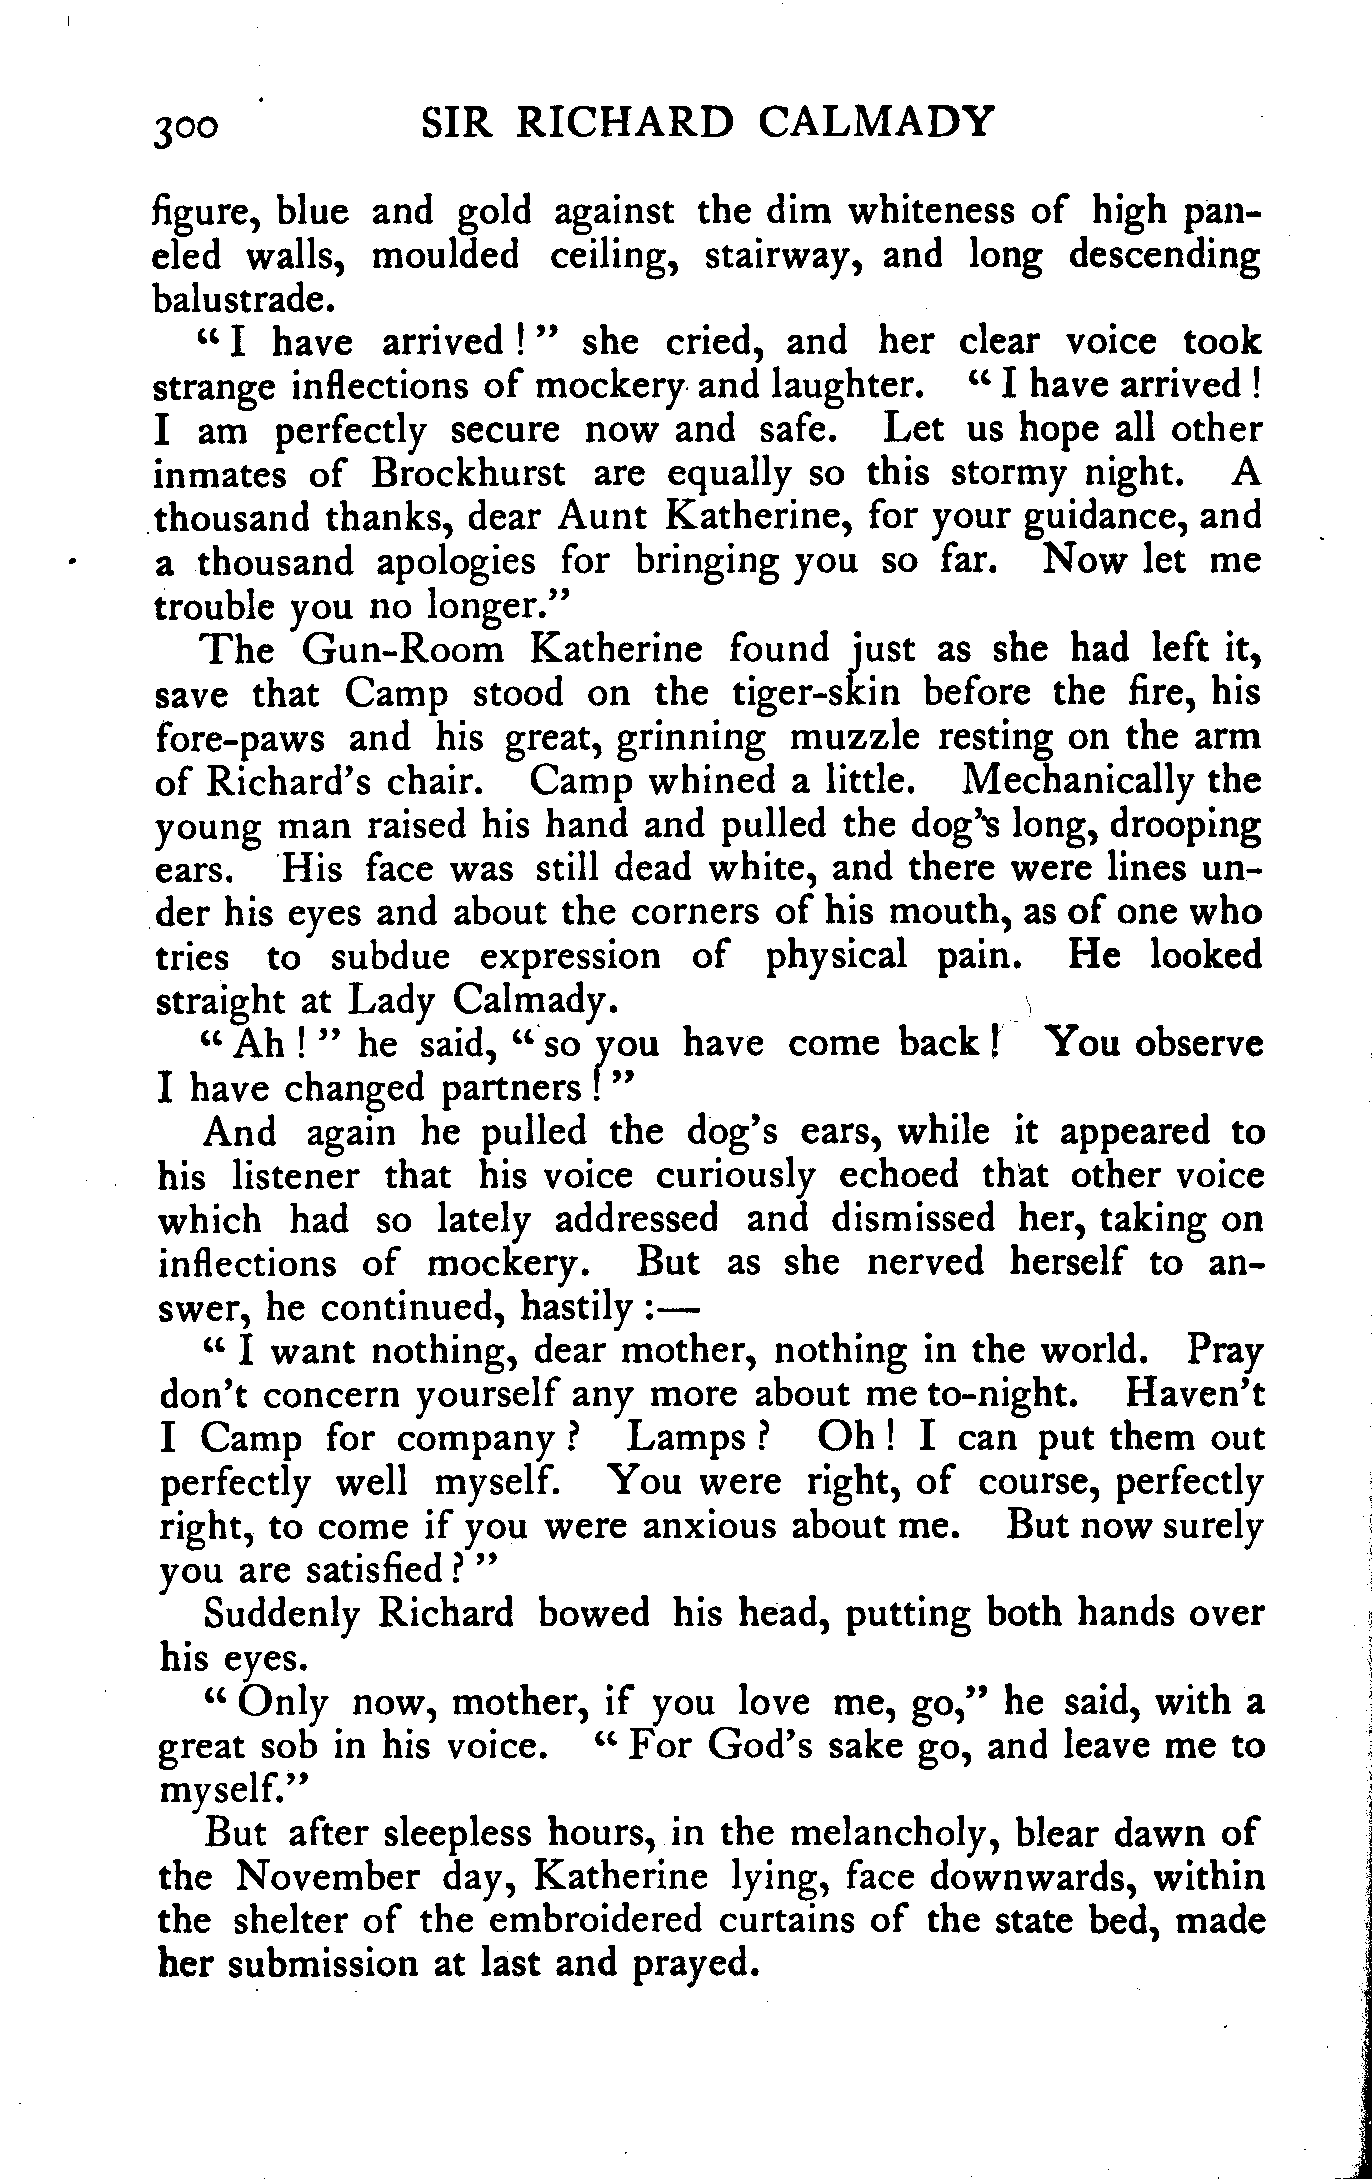 300 SIR RICHARD CALMADY
figure, blue and gold against the dim whiteness of high pan-
eled walls, moulded ceiling, stairway, and long descending
balustrade.
“ I have arrived ! ” she cried, and her clear voice took
strange inflections of mockery and laughter. “ I have arrived !
I am perfectly secure now and safe. Let us hope all other
inmates of Brockhurst are equally so this stormy night. A
thousand thanks, dear Aunt Katherine, for your guidance, and
a thousand apologies for bringing you so far. Now let me
trouble you no longer.”
The Gun-Room Katherine found just as she had left it,
save that Camp stood on the tiger-skin before the fire, his
fore-paws and his great, grinning muzzle resting on the arm
of Richard’s chair. Camp whined a little. Mechanically the
young man raised his hand and pulled the dog’s long, drooping
ears. His face was still dead white, and there were lines un-
der his eyes and about the corners of his mouth, as of one who
tries to subdue expression of physical pain. He looked
straight at Lady Calmady.
“ Ah ! ” he said, “ so you have come back ! You observe
I have changed partners ! ”
And again he pulled the dog’s ears, while it appeared to
his listener that his voice curiously echoed that other voice
which had so lately addressed and dismissed her, taking on
inflections of mockery. But as she nerved herself to an-
swer, he continued, hastily :—
“ I want nothing, dear mother, nothing in the world. Pray
don’t concern yourself any more about me to-night. Haven’t
I Camp for company ? Lamps ? Oh ! I can put them out
perfectly well myself. You were right, of course, perfectly
right, to come if you were anxious about me. But now surely
you are satisfied ? ”
Suddenly Richard bowed his head, putting both hands over
his eyes.
“ Only now, mother, if you love me, go,” he said, with a
great sob in his voice. “ For God’s sake go, and leave me to
myself.”
But after sleepless hours, in the melancholy, blear dawn of
the November day, Katherine lying, face downwards, within
the shelter of the embroidered curtains of the state bed, made
her submission at last and prayed.